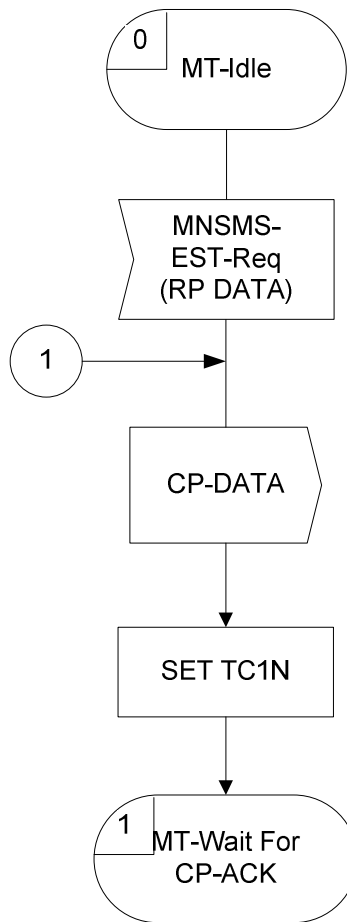 0
MT-Idle
MNSMS-
EST-Req
(RP DATA)
1
CP-DATA
SET TC1N
1
MT-Wait For
CP-ACK